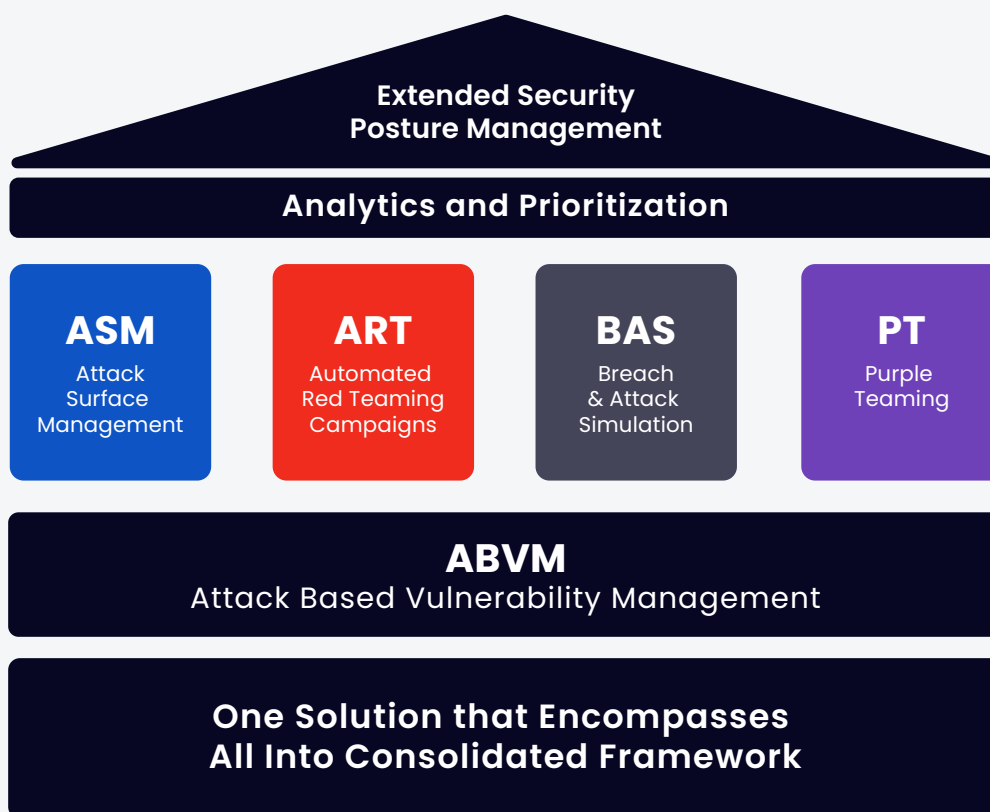 Extended Security
Posture Management
Analytics and Prioritization
ASM
Attack
Surface
Management
ART
Automated
Red Teaming
Campaigns
BAS
Breach
& Attack
Simulation
PT
Purple
Teaming
ABVM
Attack Based Vulnerability Management
One Solution that Encompasses
All Into Consolidated Framework